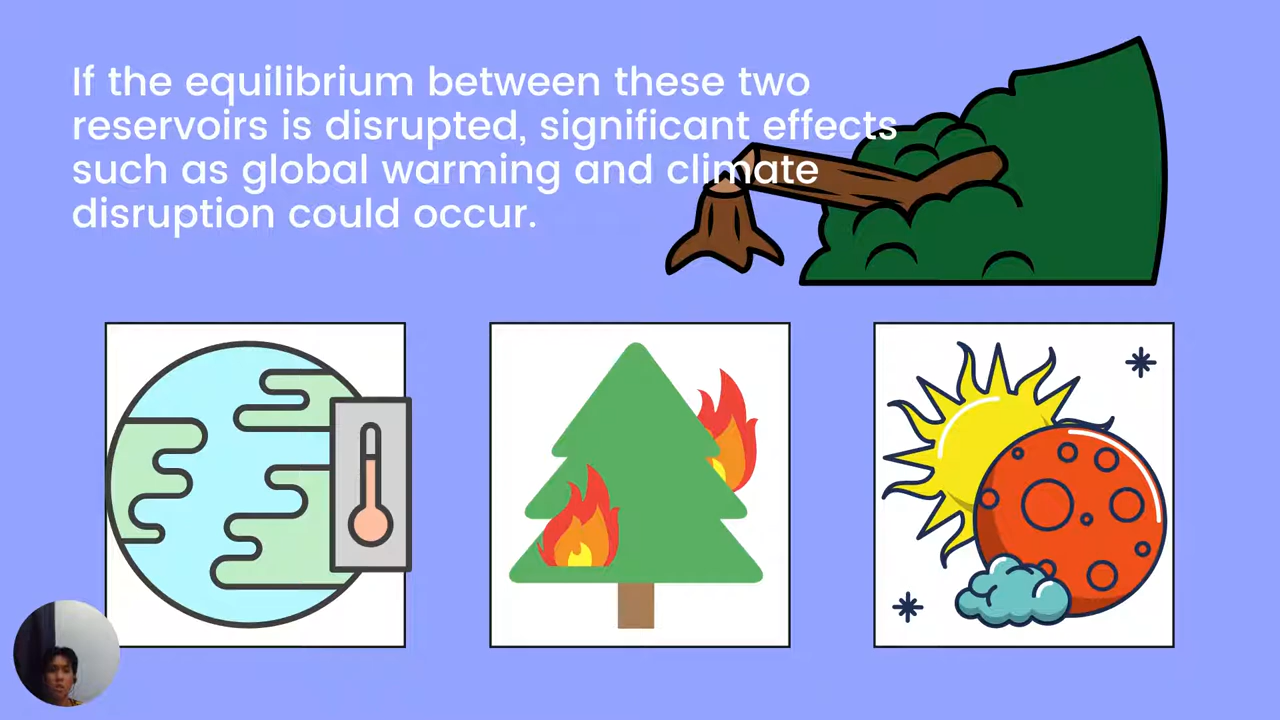 If the equilibrium between these two
reservoirs is disrupted, significant effects
such as global warming and climate
disruption could occur.